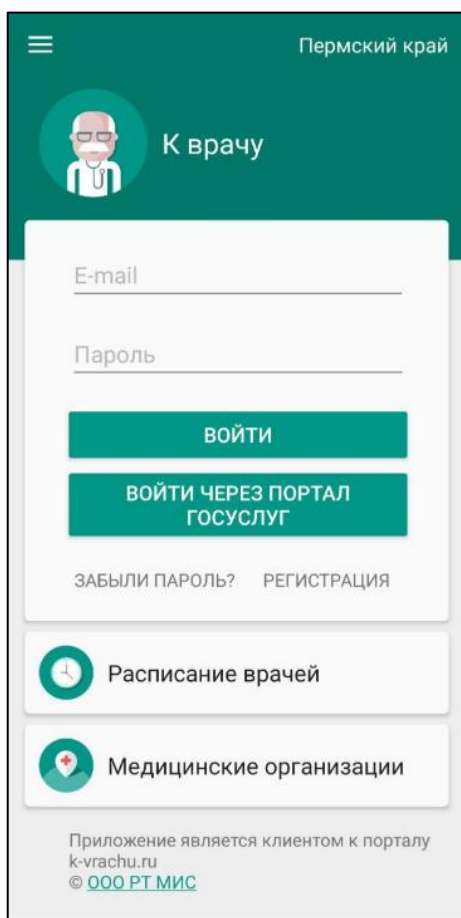 Пермский край
К врачу
E-mail
Пароль
ВОЙТИ
ВОЙТИ ЧЕРЕЗ ПОРТАЛ
ГОСУСЛУГ
ЗАБЫЛИ ПАРОЛЬ? РЕГИСТРАЦИЯ
Расписание врачей
Медицинские организации
Приложение является клиентом к порталу
k-vrachu.ru
© ООО РТ МИС